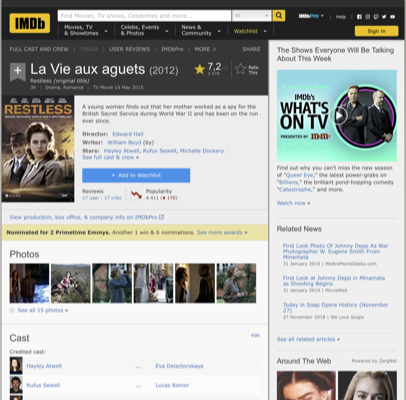 IMDb
Find Movies, TV shows, Celebrities and more...
All
IMDbPro
Help
Movies, TV
& Showtimes
Celebs, Events
& Photos
News &
Community
Watchlist
Sign in
FULL CAST AND CREW | TRIVIA | USER REVIEWS | IMDbPro | MORE
SHARE
La Vie aux aguets (2012)
Restless (original title)
3h | Drama, Romance | TV Movie 15 May 2015
7,2
Rate
This
RESTLESS
A young woman finds out that her mother worked as a spy for the
British Secret Service during World War II and has been on the run
ever since.
Director: Edward Hall
Writer: William Boyd (by)
Stars: Hayley Atwell, Rufus Sewell, Michelle Dockery |
See full cast & crew »
+ Add to Watchlist
Reviews
17 user | 17 critic
Popularity
View production, box office, & company info on IMDbPro
Nominated for 2 Primetime Emmys. Another 1 win & 6 nominations. See more awards »
Photos
See all 15 photos »
Cast
Edit
Credited cast:
Hayley Atwell ... Eva Delectorskaya
Rufus Sewell ... Lucas Romer
The Shows Everyone Will Be Talking
About This Week
IMDb's
WHAT'S
ON TV
PRESENTED BY
Find out why you can't miss the new season
of "Queer Eye," the latest power-grabs on
"Billions," the brilliant pond-hopping comedy
"Catastrophe," and more.
Watch now »
Related News
First Look Photo Of Johnny Depp As War
Photographer W. Eugene Smith From
Minamata
31 January 2019 | WeAreMovieGeeks.com
First Look at Johnny Depp in Minamata
as Shooting Begins
31 January 2019 | MovieWeb
Today in Soap Opera History (November
27)
27 November 2018 | We Love Soaps
See all related articles »
Around The Web
Powered by ZergNet